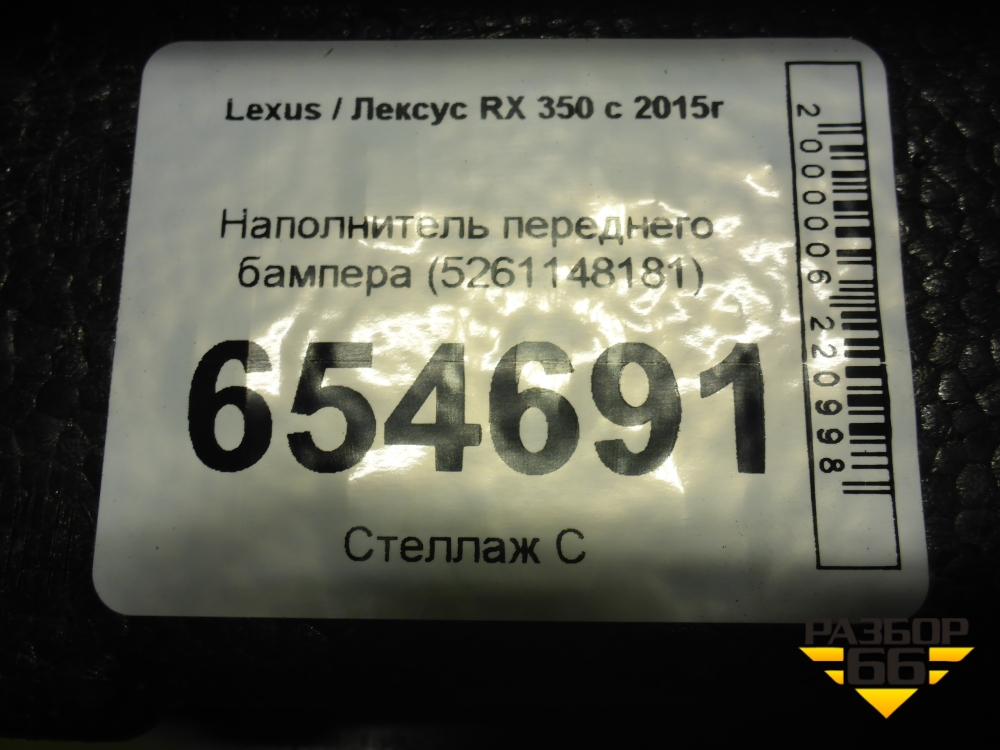 Lexus / Лексус RX 350 с 2015г
Наполнитель переднего
бампера (5261148181)
654691
Стеллаж С
2000006220998
РАЗБОР
66